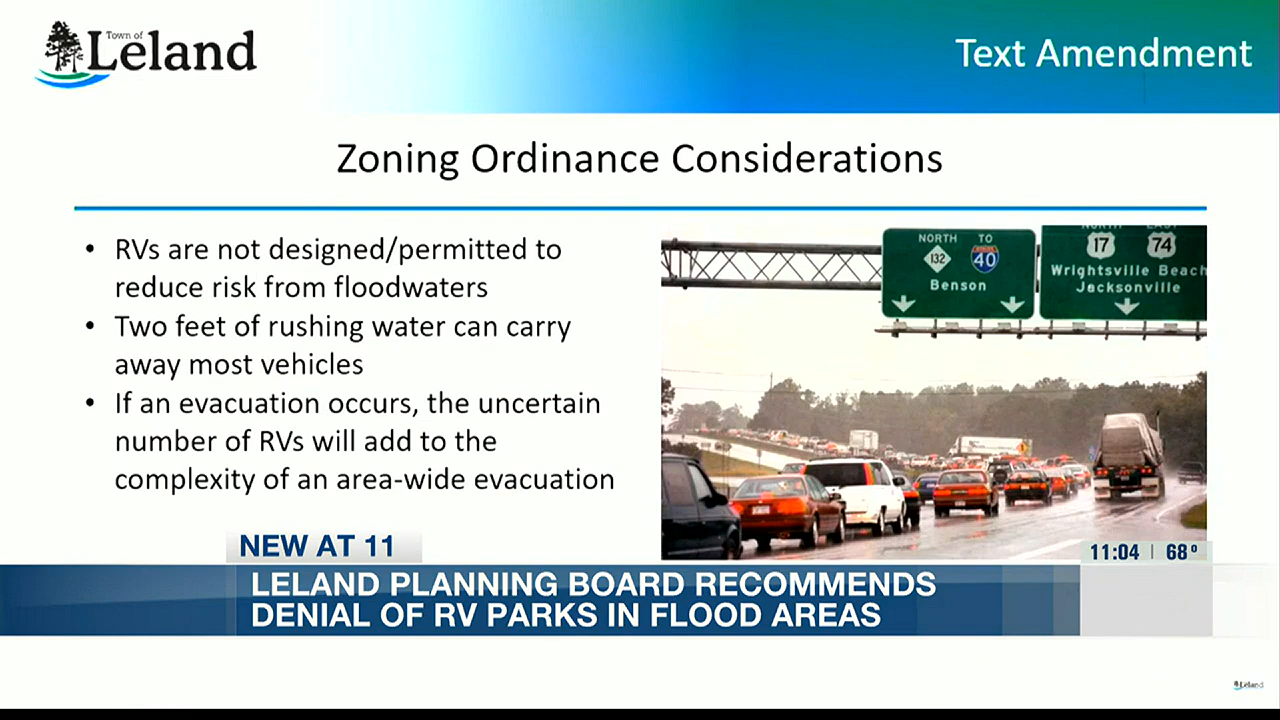 Town of
Leland
Text Amendment
Zoning Ordinance Considerations
• RVs are not designed/permitted to
reduce risk from floodwaters
• Two feet of rushing water can carry
away most vehicles
• If an evacuation occurs, the uncertain
number of RVs will add to the
complexity of an area-wide evacuation
NORTH TO
132 40
Benson
NORTH EAST
17 74
Wrightsville Beach
Jacksonville
NEW AT 11
11:04 | 68°
LELAND PLANNING BOARD RECOMMENDS
DENIAL OF RV PARKS IN FLOOD AREAS
Leland